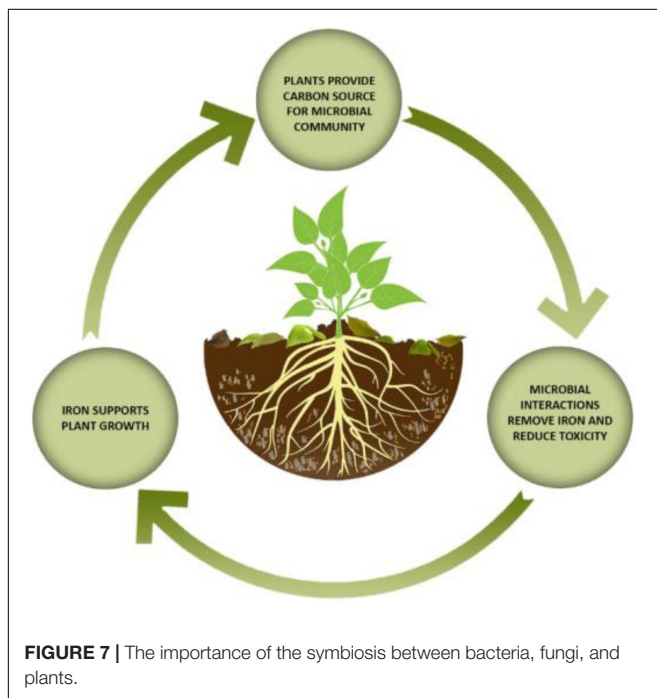 PLANTS PROVIDE
CARBON SOURCE
FOR MICROBIAL
COMMUNITY
MICROBIAL
INTERACTIONS
REMOVE IRON AND
REDUCE TOXICITY
IRON SUPPORTS
PLANT GROWTH
FIGURE 7 | The importance of the symbiosis between bacteria, fungi, and
plants.